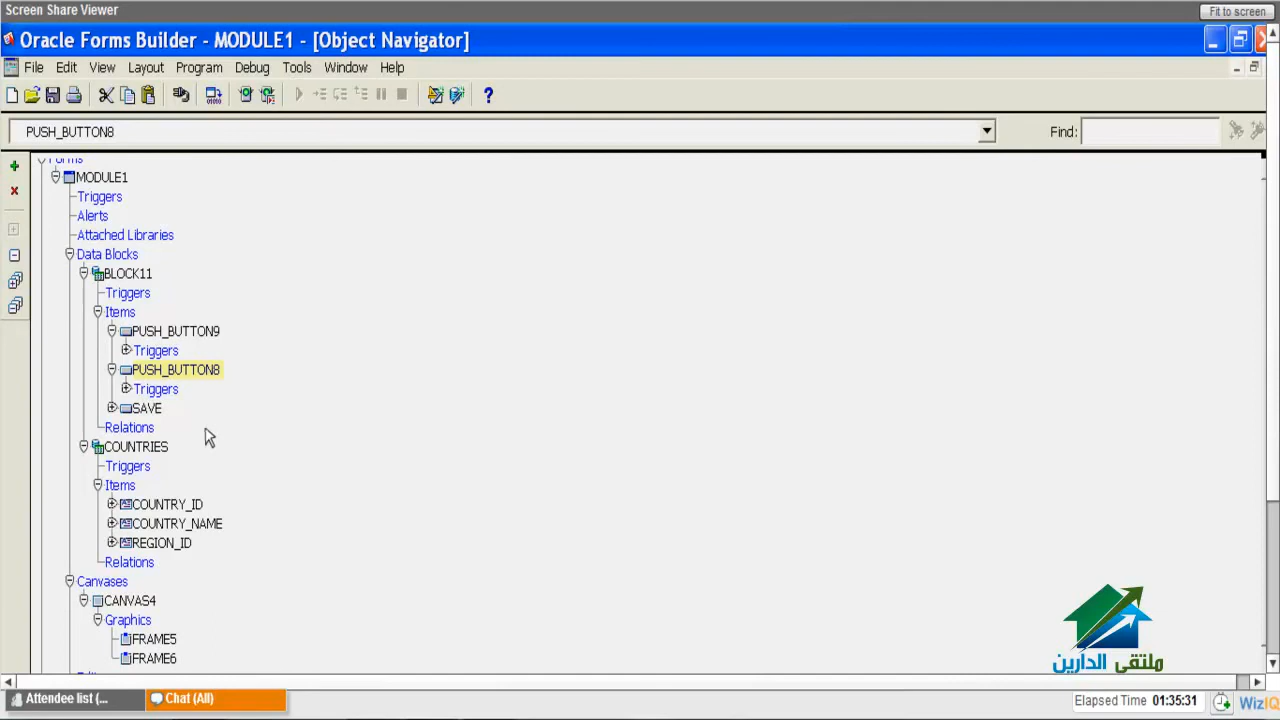 Screen Share Viewer
Fit to screen
Oracle Forms Builder - MODULE1 - [Object Navigator]
File Edit View Layout Program Debug Tools Window Help
PUSH_BUTTON8
Find:
Forms
MODULE1
Triggers
Alerts
Attached Libraries
Data Blocks
BLOCK11
Triggers
Items
PUSH_BUTTON9
Triggers
PUSH_BUTTON8
Triggers
SAVE
Relations
COUNTRIES
Triggers
Items
COUNTRY_ID
COUNTRY_NAME
REGION_ID
Relations
Canvases
CANVAS4
Graphics
FRAME5
FRAME6
ملتقى الدارين
Attendee list (...
Chat (All)
Elapsed Time 01:35:31
WizIQ